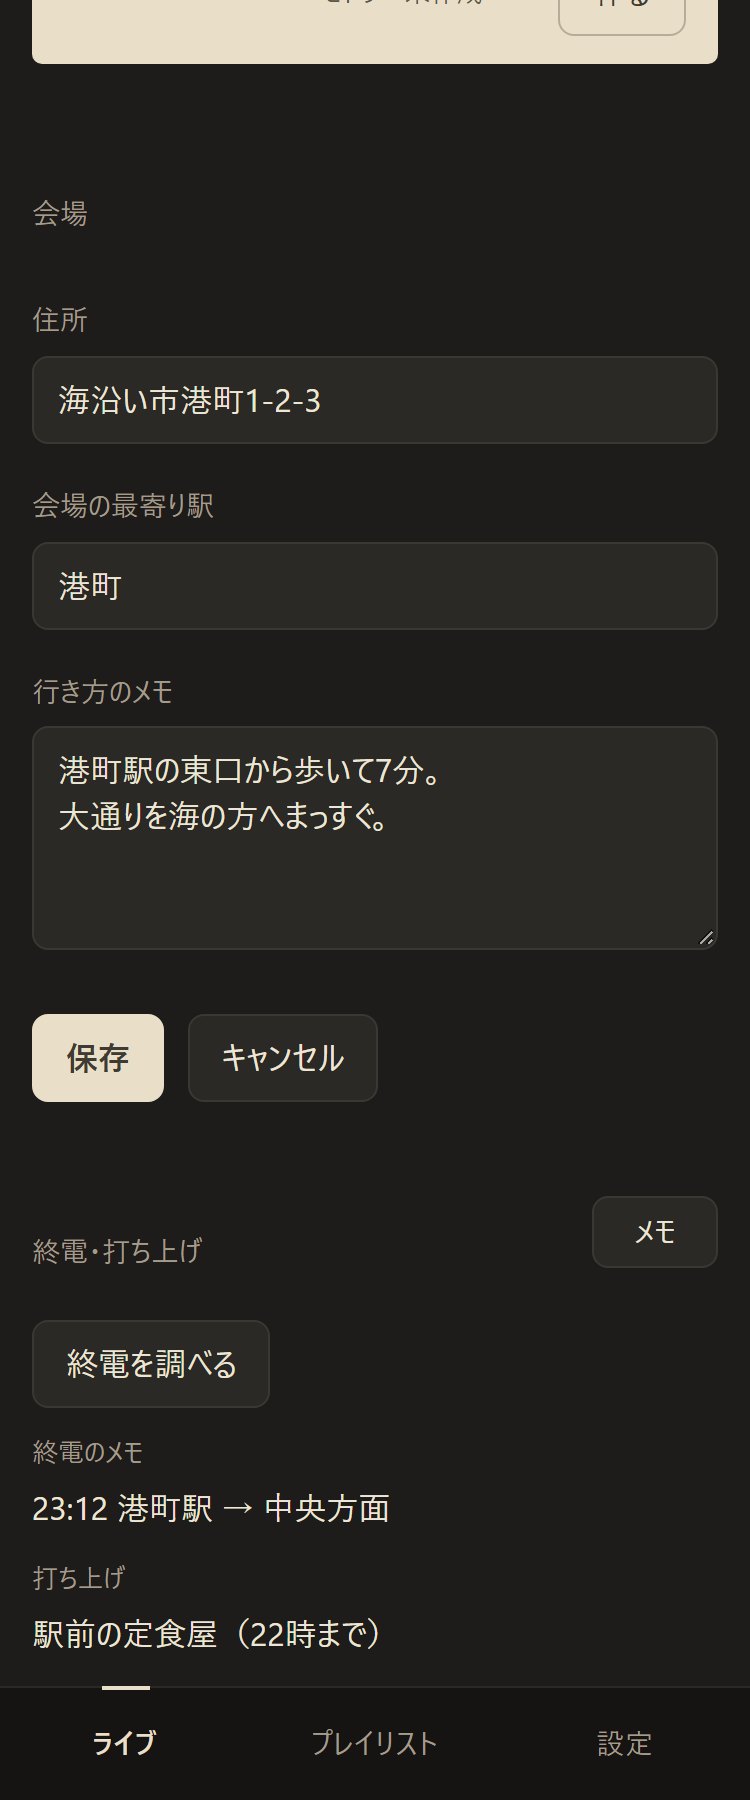 会場
住所
海沿い市港町1-2-3
会場の最寄り駅
港町
行き方のメモ
港町駅の東口から歩いて7分。
大通りを海の方へまっすぐ。
保存
キャンセル
終電・打ち上げ
メモ
終電を調べる
終電のメモ
23:12 港町駅 → 中央方面
打ち上げ
駅前の定食屋（22時まで）
ライブ
プレイリスト
設定